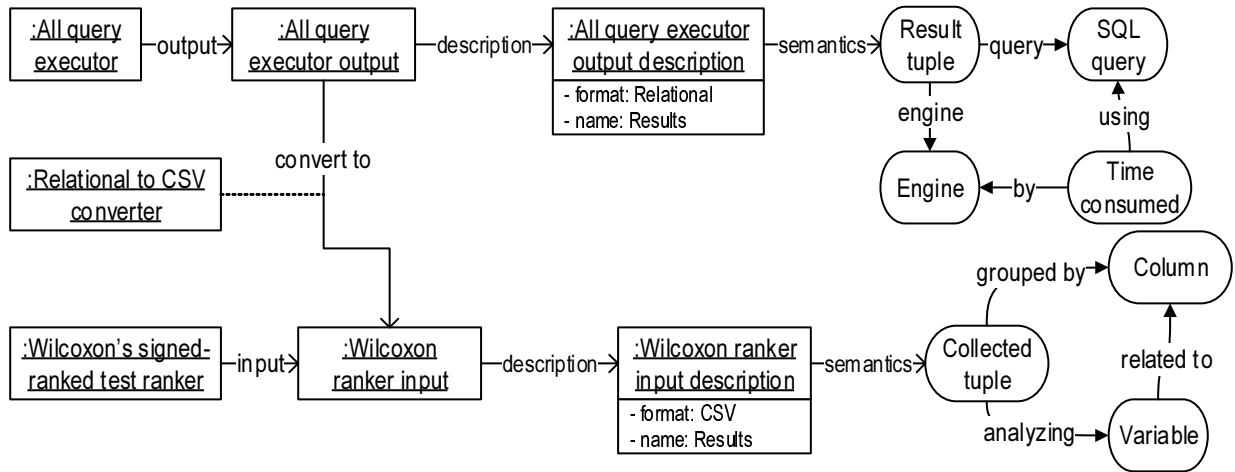 :All query
executor
output
:All query
executor output
description
:All query executor
output description
- format: Relational
- name: Results
semantics
Result
tuple
query
SQL
query
engine
using
Engine
by
Time
consumed
convert to
:Relational to CSV
converter
:Wilcoxon's signed-
ranked test ranker
input
:Wilcoxon
ranker input
description
:Wilcoxon ranker
input description
- format: CSV
- name: Results
semantics
Collected
tuple
grouped by
Column
related to
analyzing
Variable